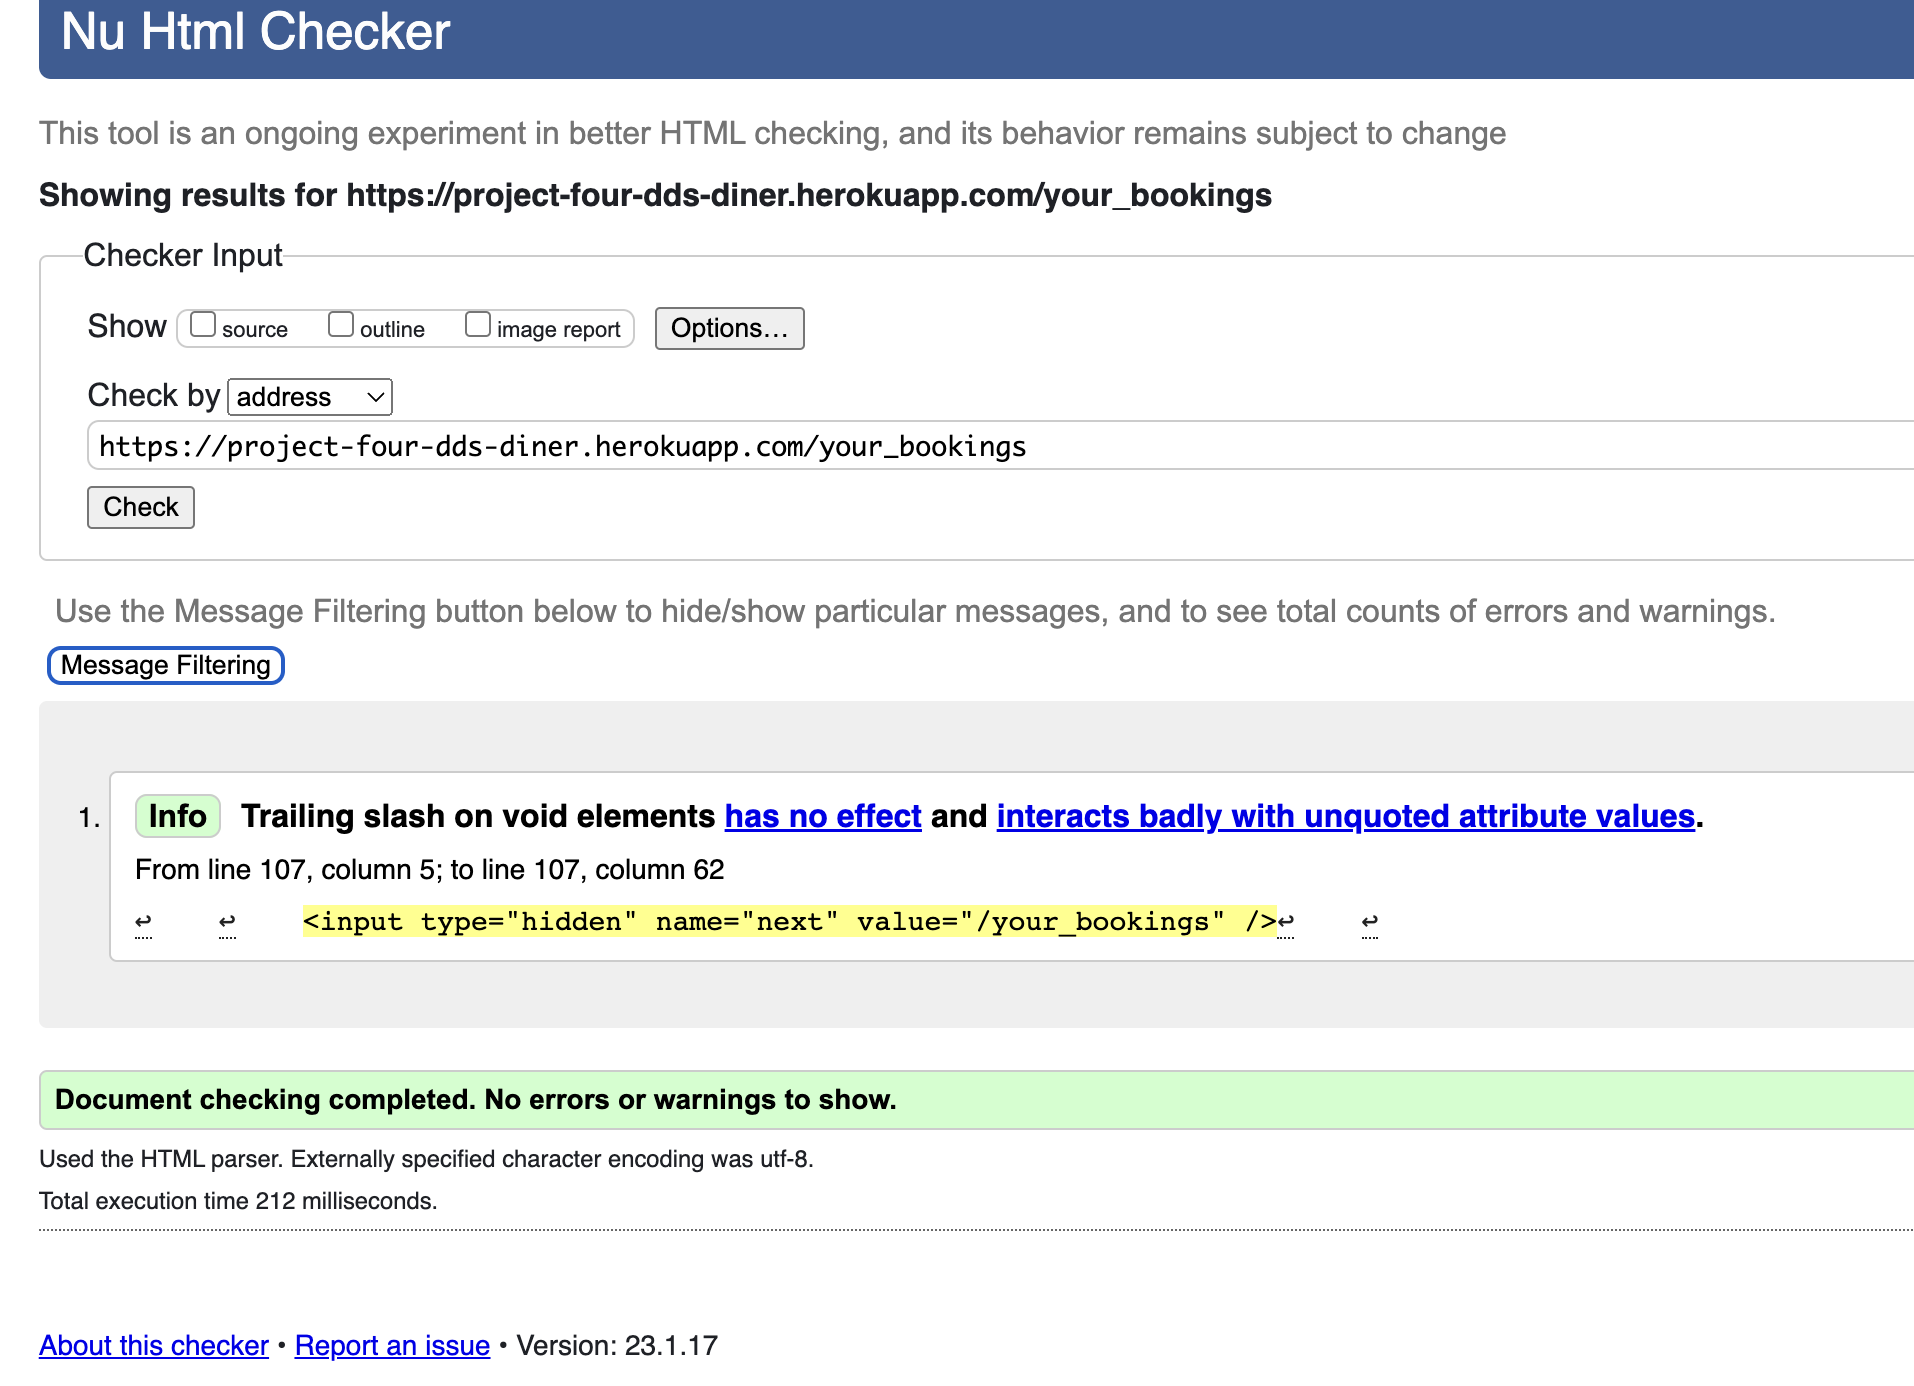 Nu Html Checker
This tool is an ongoing experiment in better HTML checking, and its behavior remains subject to change
Showing results for https://project-four-dds-diner.herokuapp.com/your_bookings
Checker Input
Show source outline image report Options…
Check by address
https://project-four-dds-diner.herokuapp.com/your_bookings
Check
Use the Message Filtering button below to hide/show particular messages, and to see total counts of errors and warnings.
Message Filtering
1. Info Trailing slash on void elements has no effect and interacts badly with unquoted attribute values.
From line 107, column 5; to line 107, column 62
↩ ↩ <input type="hidden" name="next" value="/your_bookings" />↩ ↩
Document checking completed. No errors or warnings to show.
Used the HTML parser. Externally specified character encoding was utf-8.
Total execution time 212 milliseconds.
About this checker • Report an issue • Version: 23.1.17